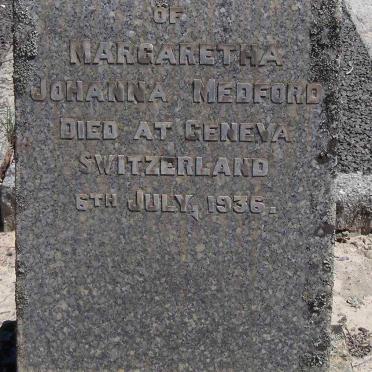 OF
MARGARETHA
JOHANNA MEDFORD
DIED AT GENEVA
SWITZERLAND
6TH JULY, 1936.